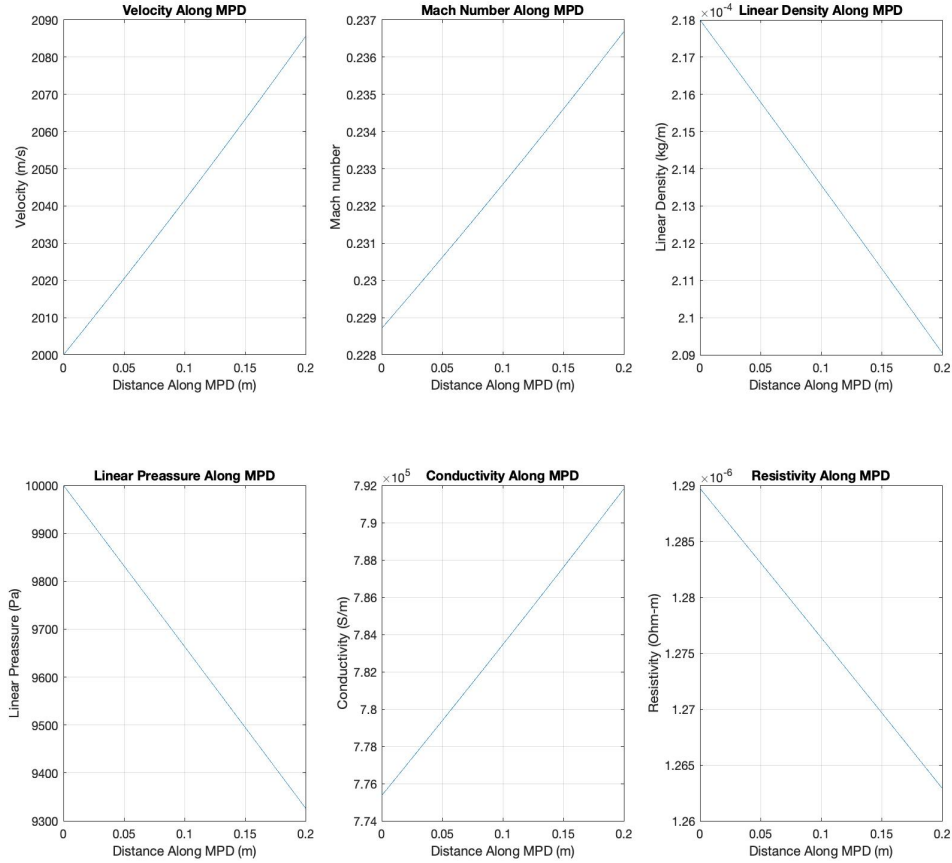 Velocity Along MPD
2090
2080
2070
2060
2050
2040
2030
2020
2010
2000
Velocity (m/s)
0 0.05 0.1 0.15 0.2
Distance Along MPD (m)
Mach Number Along MPD
0.237
0.236
0.235
0.234
0.233
0.232
0.231
0.23
0.229
0.228
Mach number
0 0.05 0.1 0.15 0.2
Distance Along MPD (m)
×10-4
Linear Density Along MPD
2.18
2.17
2.16
2.15
2.14
2.13
2.12
2.11
2.1
2.09
Linear Density (kg/m)
0 0.05 0.1 0.15 0.2
Distance Along MPD (m)
Linear Preassure Along MPD
10000
9900
9800
9700
9600
9500
9400
9300
Linear Preassure (Pa)
0 0.05 0.1 0.15 0.2
Distance Along MPD (m)
×105
Conductivity Along MPD
7.92
7.9
7.88
7.86
7.84
7.82
7.8
7.78
7.76
7.74
Conductivity (S/m)
0 0.05 0.1 0.15 0.2
Distance Along MPD (m)
×10-6
Resistivity Along MPD
1.29
1.285
1.28
1.275
1.27
1.265
1.26
Resistivity (Ohm-m)
0 0.05 0.1 0.15 0.2
Distance Along MPD (m)